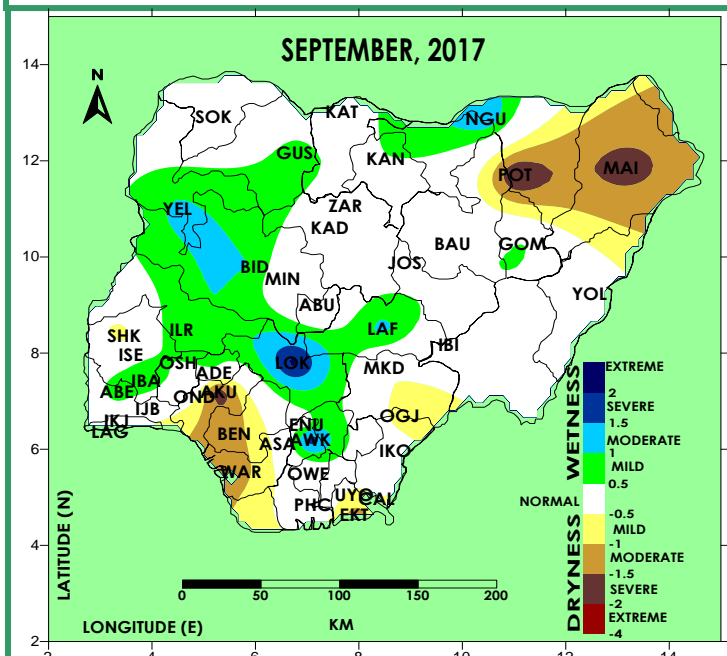 SEPTEMBER, 2017
14
12
10
8
6
4
2
N
SOK
KAT
NGU
GUS
KAN
POT
MAI
YEL
ZAR
KAD
BAU
GOM
BID
MIN
JOS
YOL
ABU
SHK
ISE
ILR
LAF
IBI
OSH
ADE
LOK
MKD
IBA
ABE
OND
AKU
IJB
OGJ
IKJ
LAG
BEN
ENU
ASA
AWK
IKO
WAR
OWE
UYO
CAL
PHC
EKT
WETNESS
EXTREME
2
SEVERE
1.5
MODERATE
1
MILD
0.5
NORMAL
-0.5
DRYNESS
MILD
-1
MODERATE
-1.5
SEVERE
-2
EXTREME
-4
LATITUDE (N)
0 50 100 150 200
KM
LONGITUDE (E)